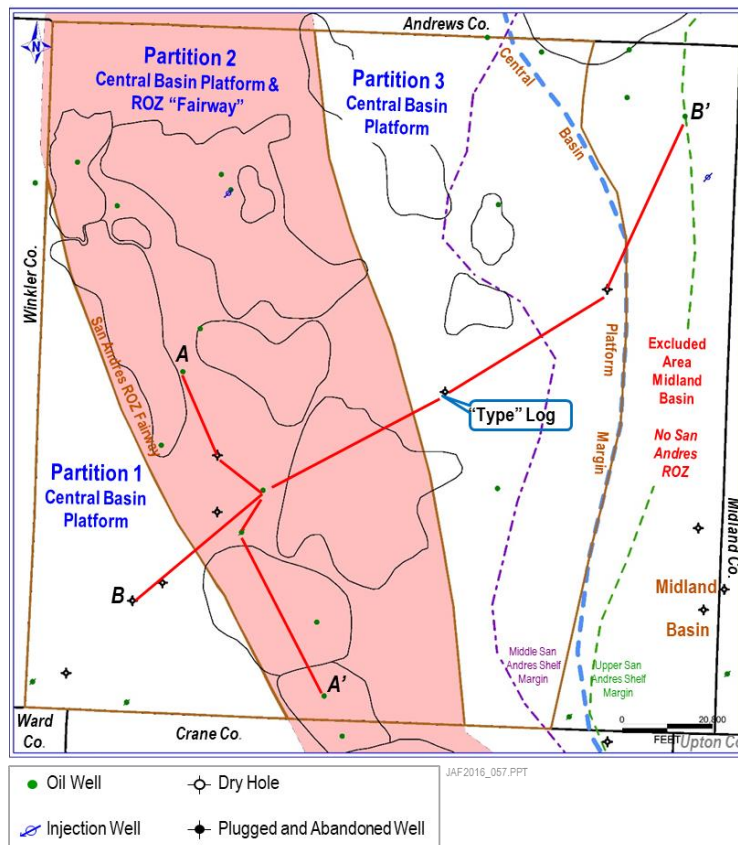 Andrews Co.
N
Partition 2
Central Basin Platform &
ROZ "Fairway"
Partition 3
Central Basin
Platform
Central
Basin
B'
Winkler Co.
San Andres ROZ Fairway
A
Platform
Excluded
Area
Midland
Basin
No San
Andres
ROZ
"Type" Log
Margin
Partition 1
Central Basin
Platform
Midland Co.
B
Midland
Basin
A'
Middle San
Andres Shelf
Margin
Upper San
Andres Shelf
Margin
Ward
Co.
Crane Co.
0 20,800
FEET
Upton Co
JAF2016_057.PPT
Oil Well
Dry Hole
Injection Well
Plugged and Abandoned Well